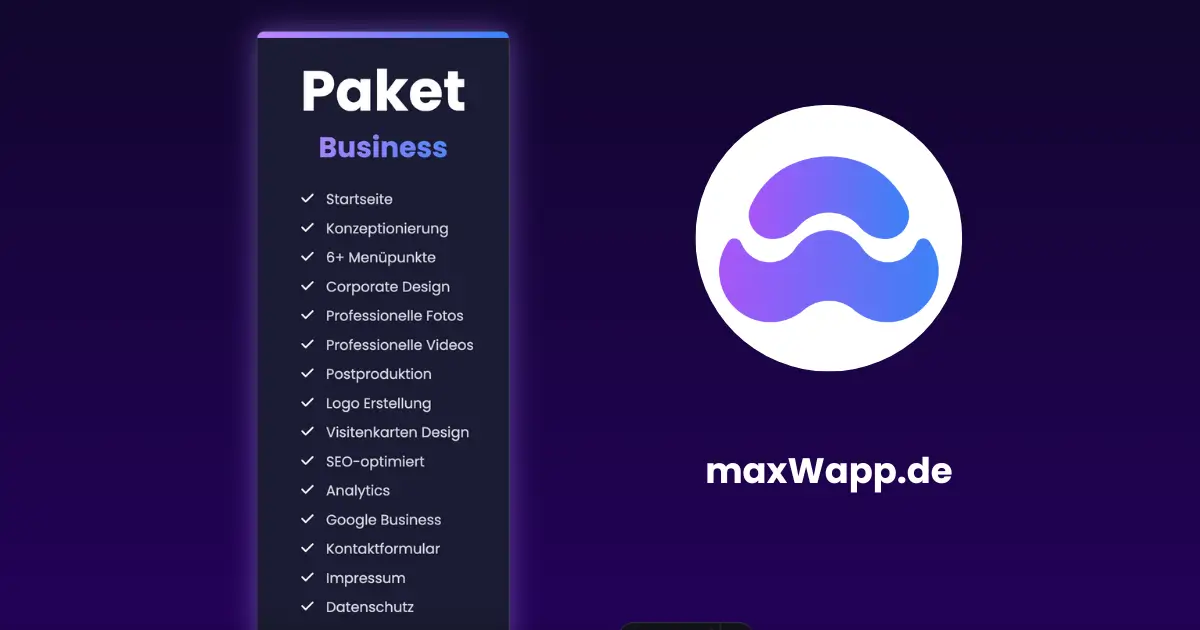 Paket
Business
Startseite
Konzeptionierung
6+ Menüpunkte
Corporate Design
Professionelle Fotos
Professionelle Videos
Postproduktion
Logo Erstellung
Visitenkarten Design
SEO-optimiert
Analytics
Google Business
Kontaktformular
Impressum
Datenschutz
maxWapp.de